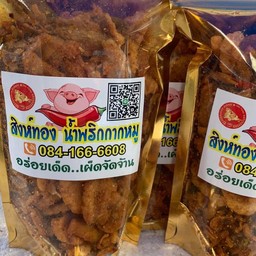 สิงห์ทอง น้ำพริกกากหมู
084-166-6608
อร่อยเด็ด..เผ็ดจัดจ้าน
สิงห์ทอง
084
อร่อยเด็ด